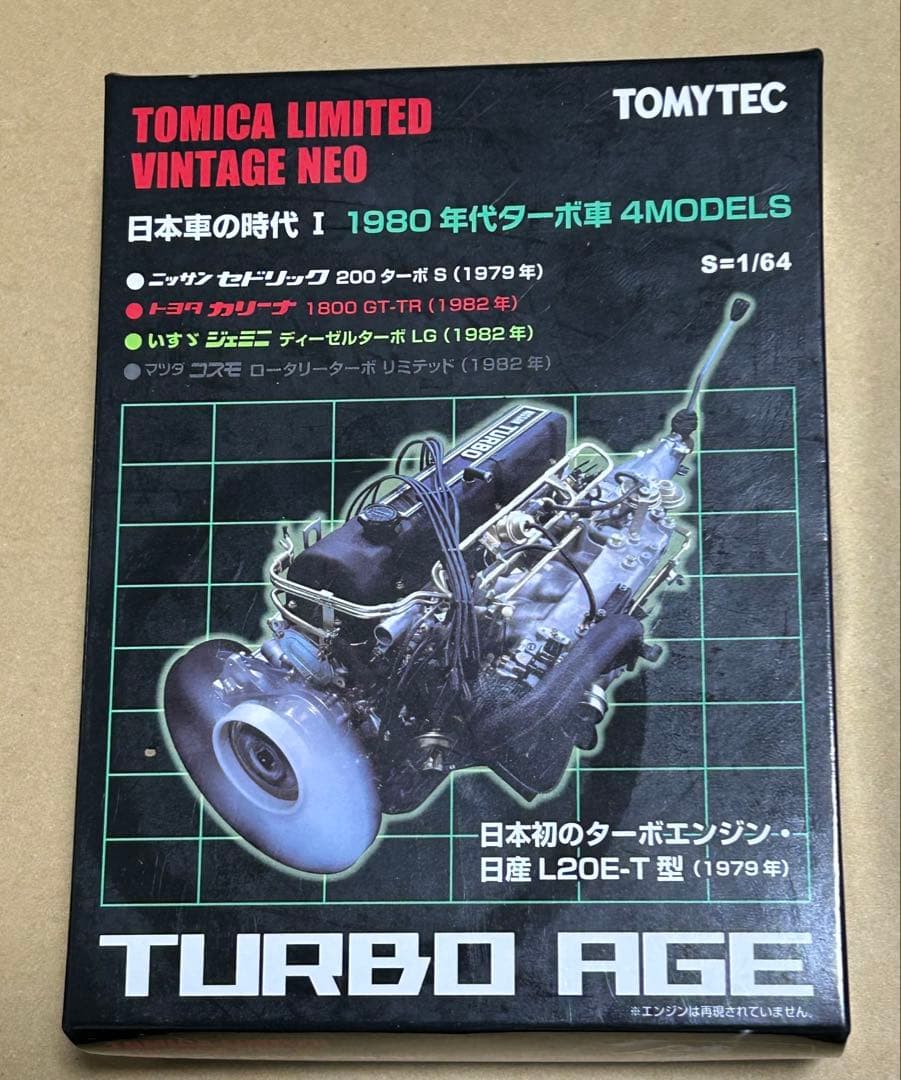 TOMICA LIMITED
VINTAGE NEO
TOMYTEC
日本車の時代 I 1980年代ターボ車 4MODELS
S=1/64
●ニッサン セドリック 200 ターボ S (1979年)
●トヨタ カリーナ 1800 GT-TR (1982年)
●いすゞ ジェミニ ディーゼルターボ LG (1982年)
●マツダ コスモ ロータリーターボ リミテッド (1982年)
NISSAN TURBO
日本初のターボエンジン・
日産 L20E-T 型 (1979年)
TURBO AGE
※エンジンは再現されていません。